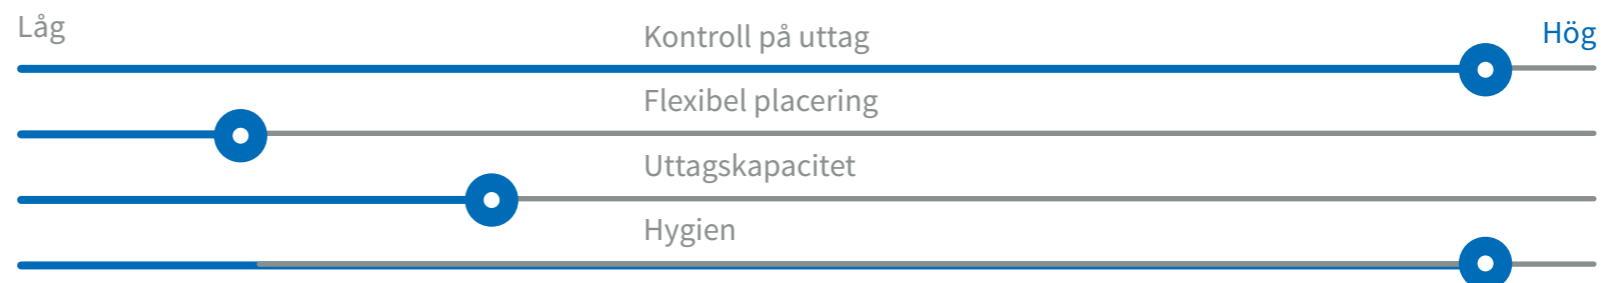 Låg
Kontroll på uttag
Hög
Flexibel placering
Uttagskapacitet
Hygien